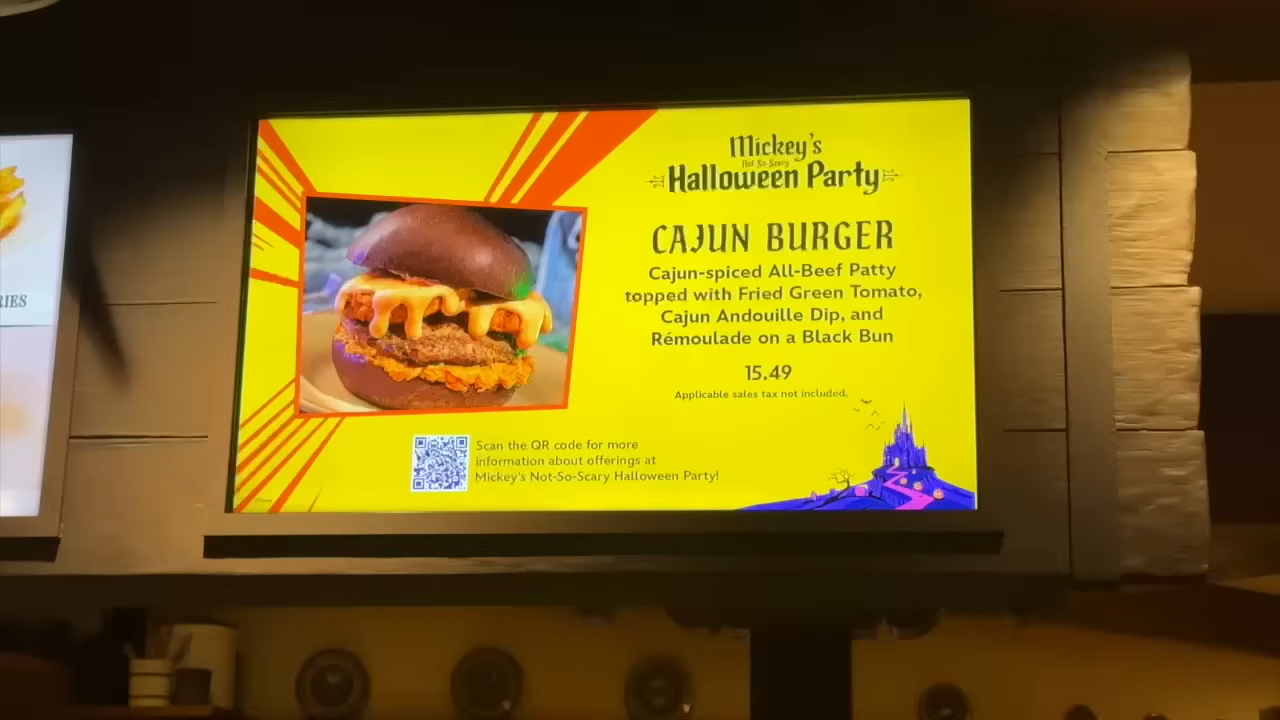 RIES
Mickey's
Not-So-Scary
Halloween Party
CAJUN BURGER
Cajun-spiced All-Beef Patty
topped with Fried Green Tomato,
Cajun Andouille Dip, and
Rémoulade on a Black Bun
15.49
Applicable sales tax not included.
Scan the QR code for more
information about offerings at
Mickey's Not-So-Scary Halloween Party!